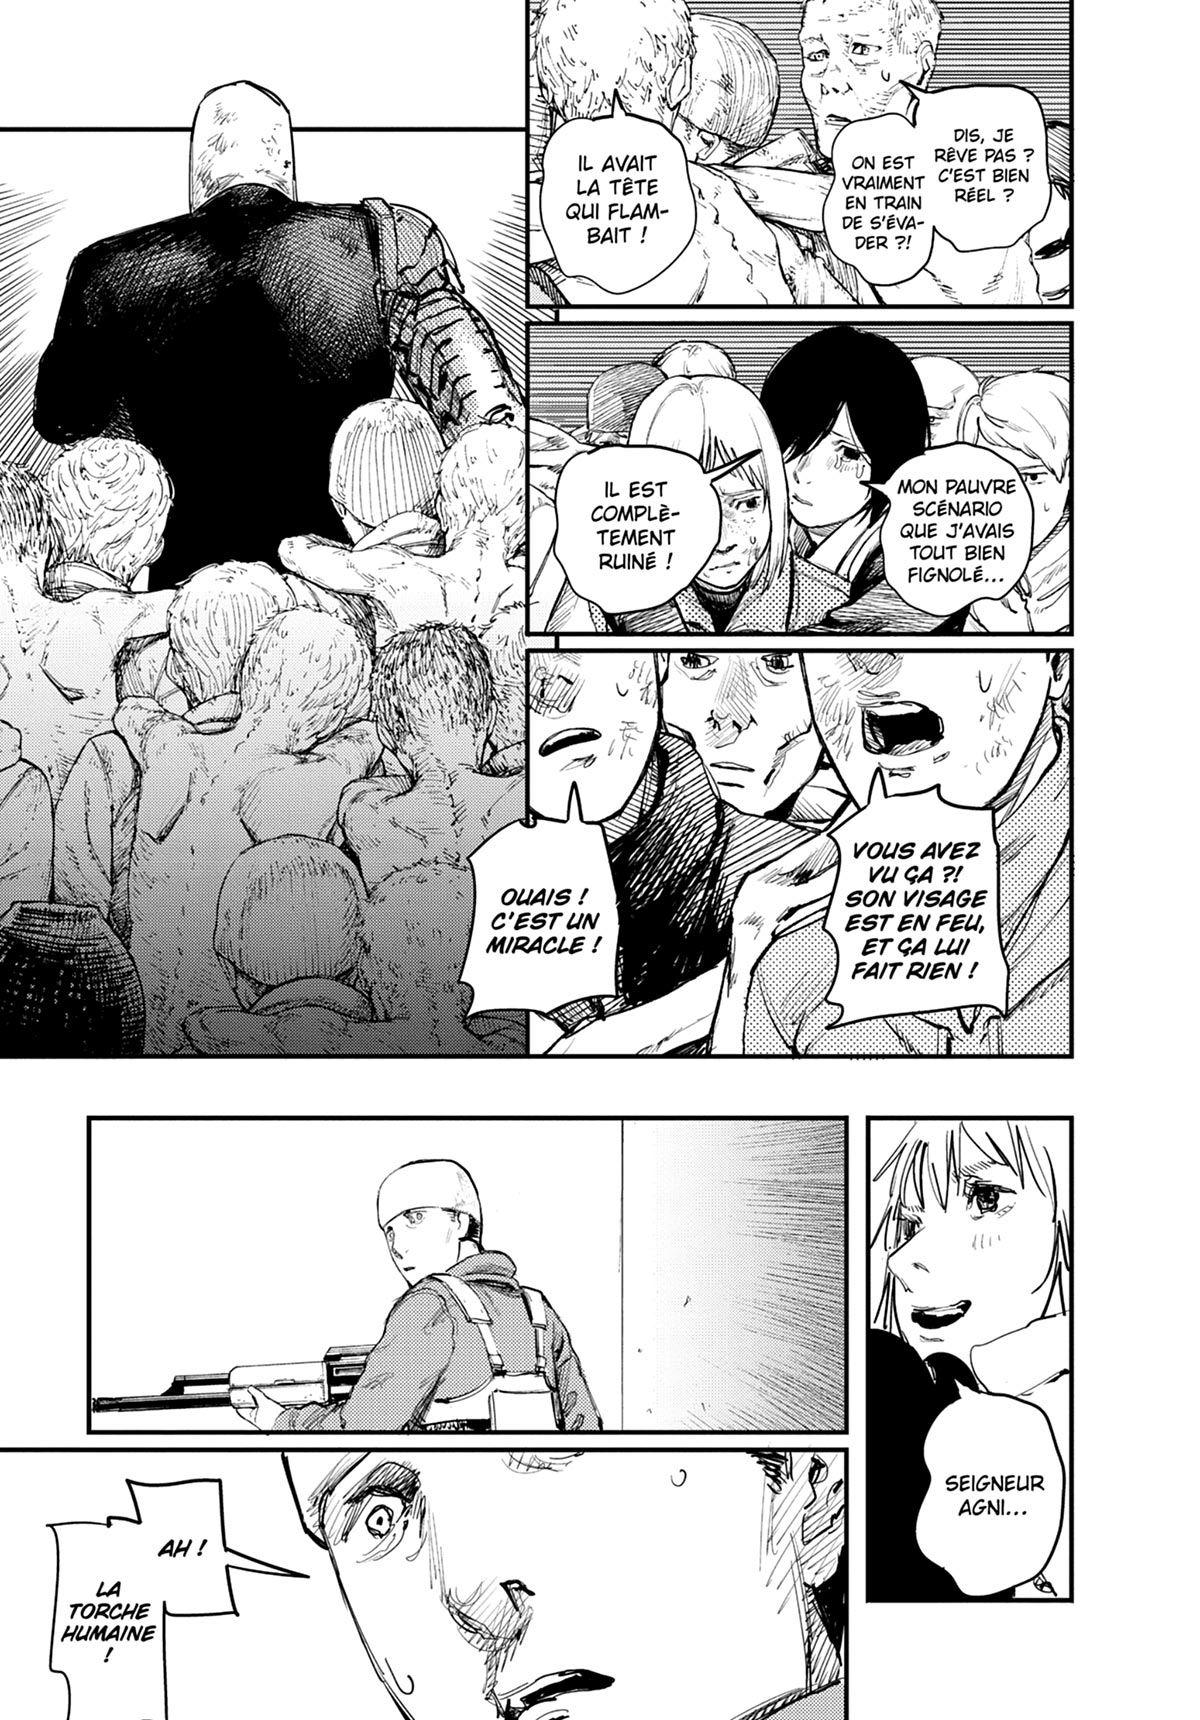 DIS, JE
RÊVE PAS ?
C'EST BIEN
RÉEL ?
ON EST
VRAIMENT
EN TRAIN
DE S'ÉVA-
DER ?!
IL AVAIT
LA TÊTE
QUI FLAM-
BAIT !
MON PAUVRE
SCÉNARIO
QUE J'AVAIS
TOUT BIEN
FIGNOLÉ...
IL EST
COMPLÈ-
TEMENT
RUINÉ !
VOUS AVEZ
VU ÇA ?!
SON VISAGE
EST EN FEU,
ET ÇA LUI
FAIT RIEN !
OUAIS !
C'EST UN
MIRACLE !
SEIGNEUR
AGNI...
AH !
LA
TORCHE
HUMAINE
!